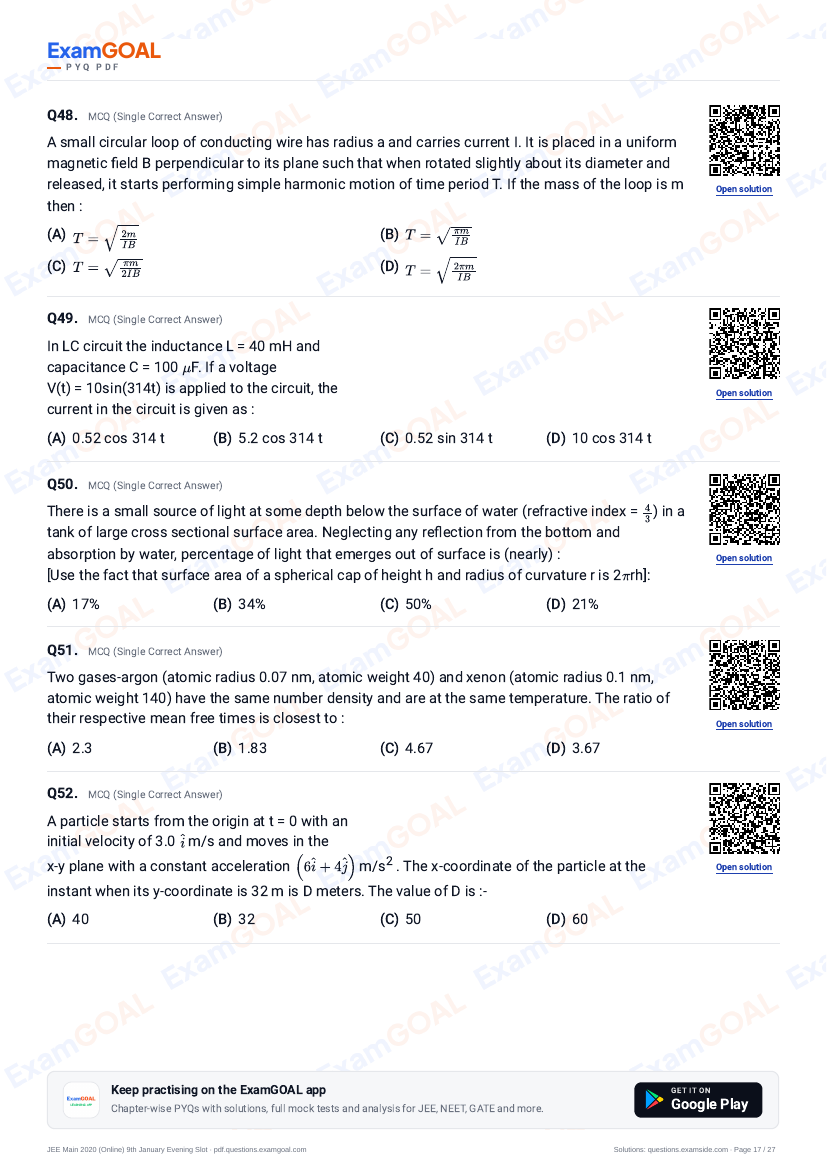 ExamGOAL
PYQ PDF
Q48. MCQ (Single Correct Answer)
A small circular loop of conducting wire has radius a and carries current I. It is placed in a uniform
magnetic field B perpendicular to its plane such that when rotated slightly about its diameter and
released, it starts performing simple harmonic motion of time period T. If the mass of the loop is m
then :
(A) T = √(2m/IB) (B) T = √(πm/IB)
(C) T = √(πm/2IB) (D) T = √(2πm/IB)
Open solution
Q49. MCQ (Single Correct Answer)
In LC circuit the inductance L = 40 mH and
capacitance C = 100 μF. If a voltage
V(t) = 10sin(314t) is applied to the circuit, the
current in the circuit is given as :
(A) 0.52 cos 314 t (B) 5.2 cos 314 t (C) 0.52 sin 314 t (D) 10 cos 314 t
Open solution
Q50. MCQ (Single Correct Answer)
There is a small source of light at some depth below the surface of water (refractive index = 4/3) in a
tank of large cross sectional surface area. Neglecting any reflection from the bottom and
absorption by water, percentage of light that emerges out of surface is (nearly) :
[Use the fact that surface area of a spherical cap of height h and radius of curvature r is 2πrh]:
(A) 17% (B) 34% (C) 50% (D) 21%
Open solution
Q51. MCQ (Single Correct Answer)
Two gases-argon (atomic radius 0.07 nm, atomic weight 40) and xenon (atomic radius 0.1 nm,
atomic weight 140) have the same number density and are at the same temperature. The ratio of
their respective mean free times is closest to :
(A) 2.3 (B) 1.83 (C) 4.67 (D) 3.67
Open solution
Q52. MCQ (Single Correct Answer)
A particle starts from the origin at t = 0 with an
initial velocity of 3.0 î m/s and moves in the
x-y plane with a constant acceleration (6î + 4ĵ) m/s² . The x-coordinate of the particle at the
instant when its y-coordinate is 32 m is D meters. The value of D is :-
(A) 40 (B) 32 (C) 50 (D) 60
Open solution
Keep practising on the ExamGOAL app
Chapter-wise PYQs with solutions, full mock tests and analysis for JEE, NEET, GATE and more.
GET IT ON
Google Play
JEE Main 2020 (Online) 9th January Evening Slot · pdf.questions.examgoal.com
Solutions: questions.examside.com · Page 17 / 27